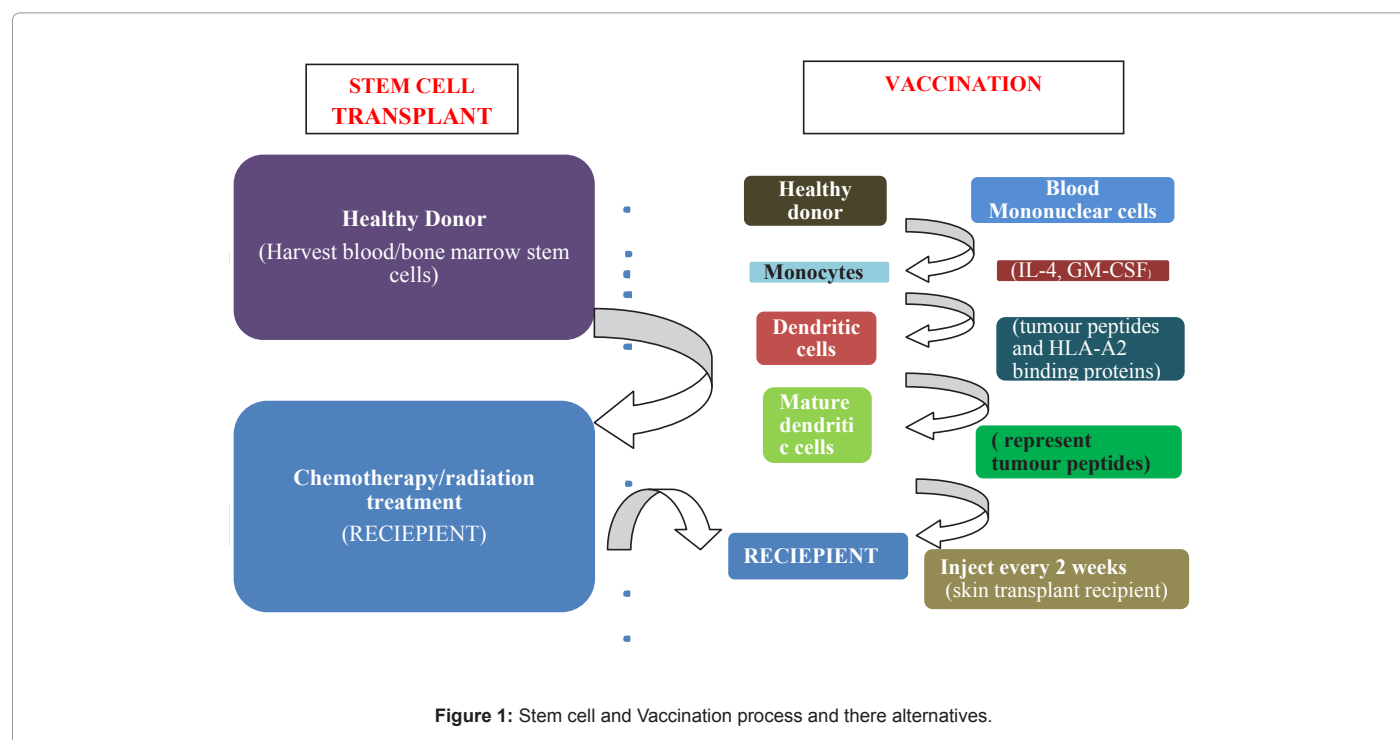 STEM CELL
TRANSPLANT
VACCINATION
Healthy Donor
(Harvest blood/bone marrow stem
cells)
Chemotherapy/radiation
treatment
(RECIEPIENT)
Healthy
donor
Blood
Mononuclear cells
Monocytes
(IL-4, GM-CSF)
Dendritic
cells
(tumour peptides
and HLA-A2
binding proteins)
Mature
dendriti
c cells
( represent
tumour peptides)
RECIEPIENT
Inject every 2 weeks
(skin transplant recipient)
Figure 1: Stem cell and Vaccination process and there alternatives.